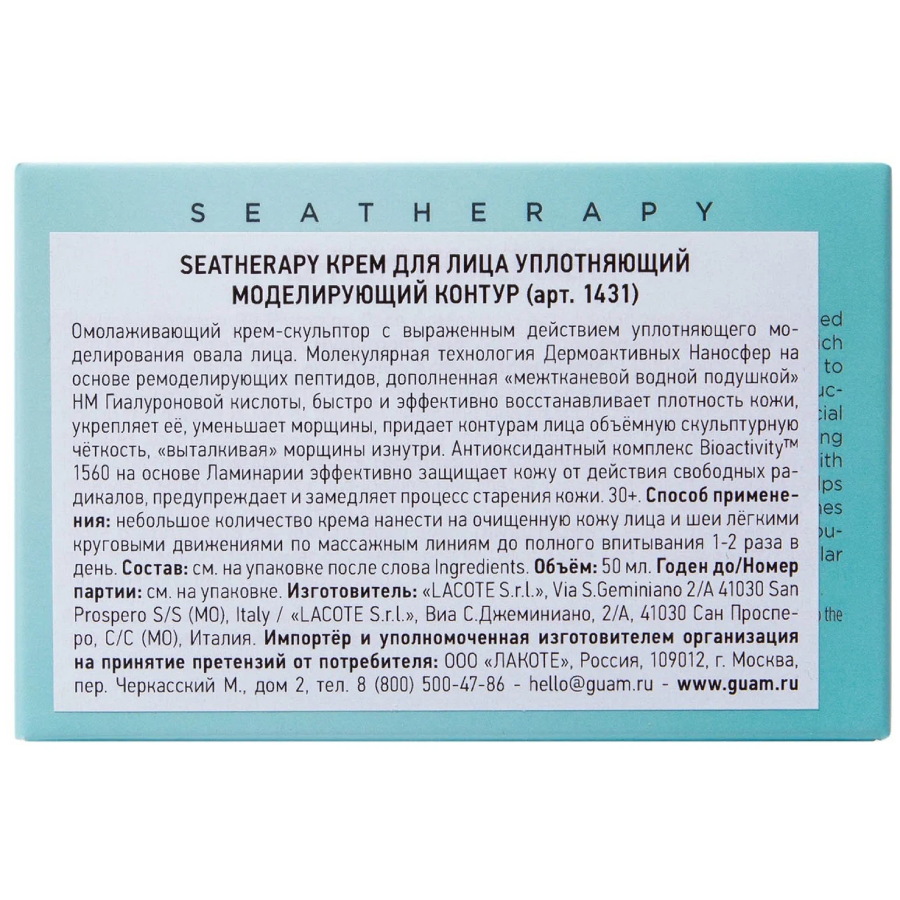 SEATHERAPY
SEATHERAPY КРЕМ ДЛЯ ЛИЦА УПЛОТНЯЮЩИЙ
МОДЕЛИРУЮЩИЙ КОНТУР (арт. 1431)
Омолаживающий крем-скульптор с выраженным действием уплотняющего мо-
делирования овала лица. Молекулярная технология Дермоактивных Наносфер на
основе ремоделирующих пептидов, дополненная «межтканевой водной подушкой»
НМ Гиалуроновой кислоты, быстро и эффективно восстанавливает плотность кожи,
укрепляет её, уменьшает морщины, придает контурам лица объёмную скульптурную
чёткость, «выталкивая» морщины изнутри. Антиоксидантный комплекс Bioactivity™
1560 на основе Ламинарии эффективно защищает кожу от действия свободных ра-
дикалов, предупреждает и замедляет процесс старения кожи. 30+. Способ примене-
ния: небольшое количество крема нанести на очищенную кожу лица и шеи лёгкими
круговыми движениями по массажным линиям до полного впитывания 1-2 раза в
день. Состав: см. на упаковке после слова Ingredients. Объём: 50 мл. Годен до/Номер
партии: см. на упаковке. Изготовитель: «LACOTE S.r.l.», Via S.Geminiano 2/A 41030 San
Prospero S/S (MO), Italy / «LACOTE S.r.l.», Виа С.Джеминиано, 2/А, 41030 Сан Проспе-
ро, С/С (МО), Италия. Импортёр и уполномоченная изготовителем организация
на принятие претензий от потребителя: ООО «ЛАКОТЕ», Россия, 109012, г. Москва,
пер. Черкасский М., дом 2, тел. 8 (800) 500-47-86 - hello@guam.ru - www.guam.ru
to
the